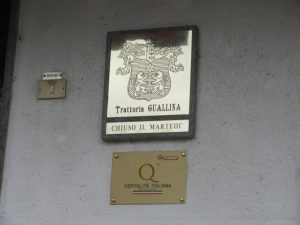 Trattoria GUALLINA
CHIUSO IL MARTEDI'
Q
OSPITALITÀ ITALIANA